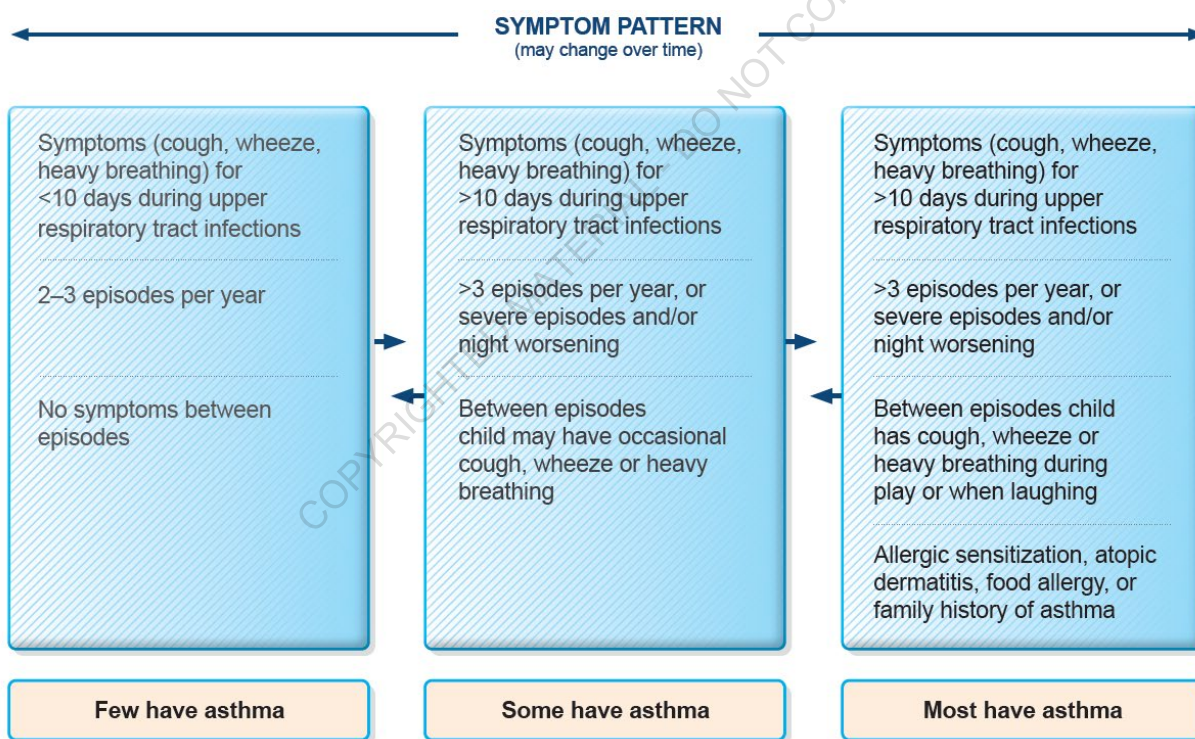 SYMPTOM PATTERN
(may change over time)
Symptoms (cough, wheeze,
heavy breathing) for
<10 days during upper
respiratory tract infections
2–3 episodes per year
No symptoms between
episodes
Few have asthma
Symptoms (cough, wheeze,
heavy breathing) for
>10 days during upper
respiratory tract infections
>3 episodes per year, or
severe episodes and/or
night worsening
Between episodes
child may have occasional
cough, wheeze or heavy
breathing
Some have asthma
Symptoms (cough, wheeze,
heavy breathing) for
>10 days during upper
respiratory tract infections
>3 episodes per year, or
severe episodes and/or
night worsening
Between episodes child
has cough, wheeze or
heavy breathing during
play or when laughing
Allergic sensitization, atopic
dermatitis, food allergy, or
family history of asthma
Most have asthma
COPYRIGHTED MATERIAL - DO NOT